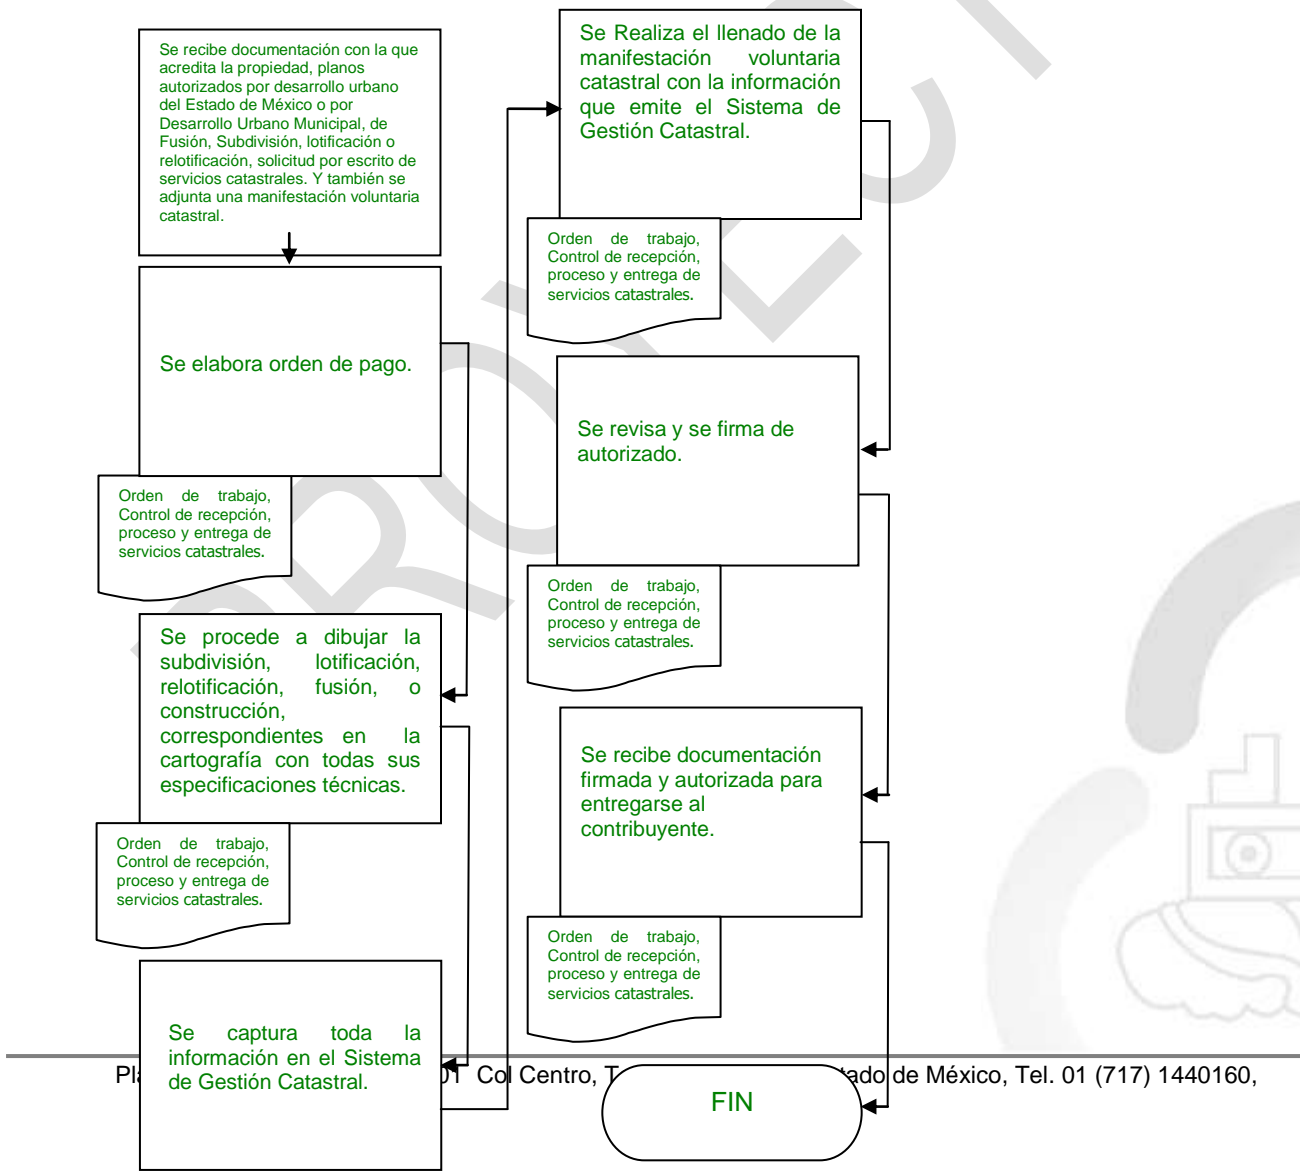 Se recibe documentación con la que
acredita la propiedad, planos
autorizados por desarrollo urbano
del Estado de México o por
Desarrollo Urbano Municipal, de
Fusión, Subdivisión, lotificación o
relotificación, solicitud por escrito de
servicios catastrales. Y también se
adjunta una manifestación voluntaria
catastral.
Se elabora orden de pago.
Orden de trabajo,
Control de recepción,
proceso y entrega de
servicios catastrales.
Se procede a dibujar la
subdivisión, lotificación,
relotificación, fusión, o
construcción,
correspondientes en la
cartografía con todas sus
especificaciones técnicas.
Orden de trabajo,
Control de recepción,
proceso y entrega de
servicios catastrales.
Se captura toda la
información en el Sistema
de Gestión Catastral.
Se Realiza el llenado de la
manifestación voluntaria
catastral con la información
que emite el Sistema de
Gestión Catastral.
Orden de trabajo,
Control de recepción,
proceso y entrega de
servicios catastrales.
Se revisa y se firma de
autorizado.
Orden de trabajo,
Control de recepción,
proceso y entrega de
servicios catastrales.
Se recibe documentación
firmada y autorizada para
entregarse al
contribuyente.
Orden de trabajo,
Control de recepción,
proceso y entrega de
servicios catastrales.
FIN
Col Centro, de México, Tel. 01 (717) 1440160,
PROYECT